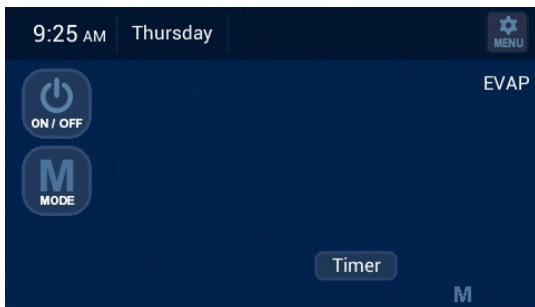 9:25 AM Thursday
MENU
EVAP
ON / OFF
M
MODE
Timer
M